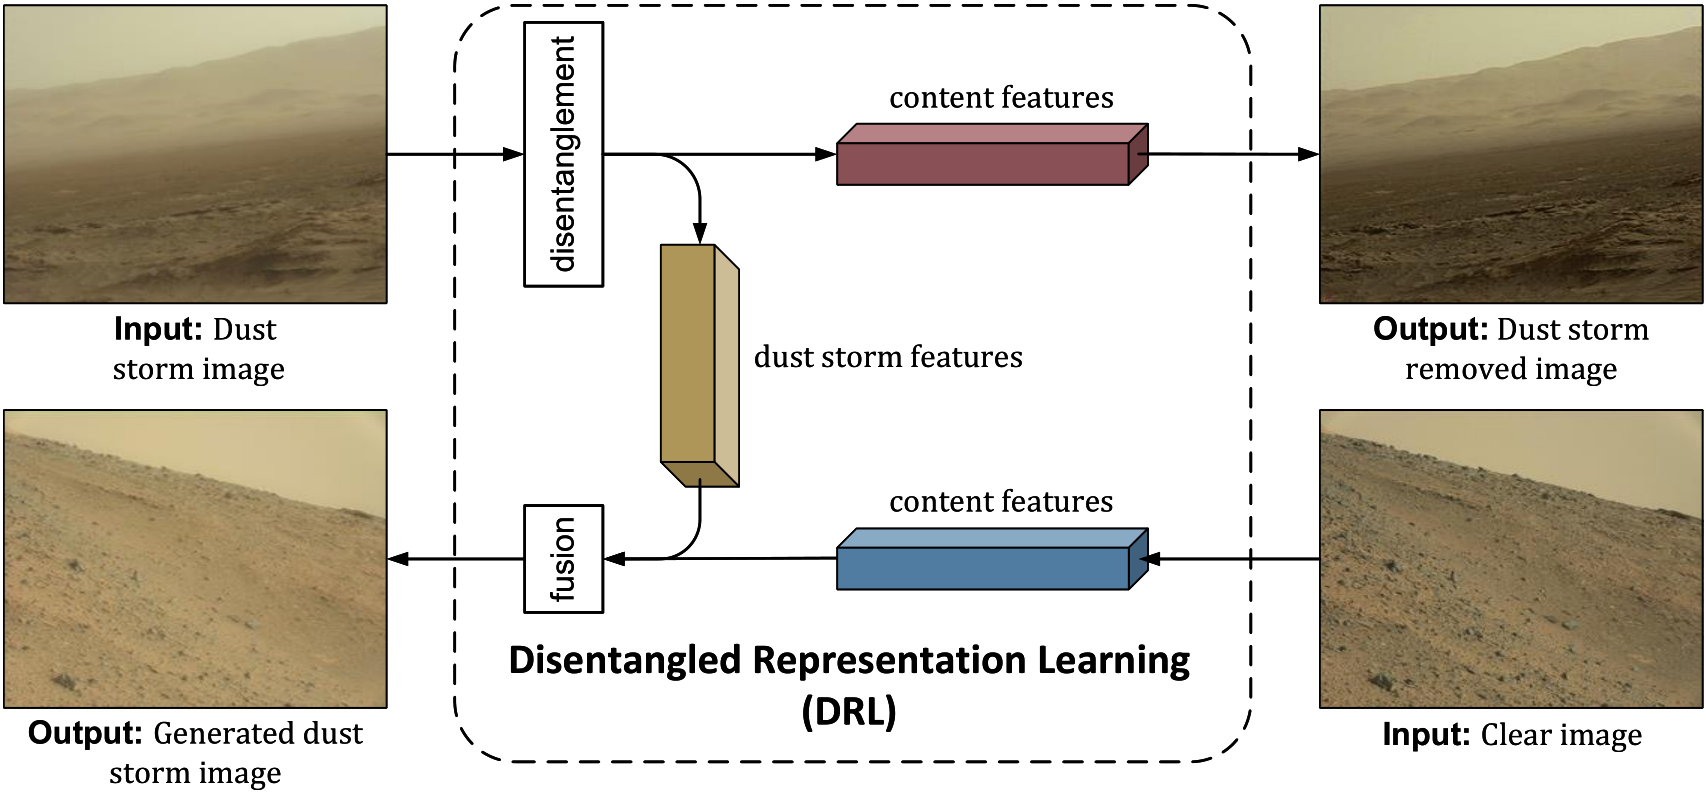 disentanglement
content features
Input: Dust
storm image
Output: Dust storm
removed image
dust storm features
content features
fusion
Disentangled Representation Learning
(DRL)
Output: Generated dust
storm image
Input: Clear image